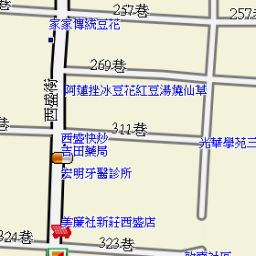 257巷
257巷
家家傳統豆花
269巷
阿蓮挫冰豆花紅豆湯燒仙草
西盛街
311巷
西盛快炒
吉田藥局
光華學苑三
宏明牙醫診所
美廉社新莊西盛店
324巷
323巷